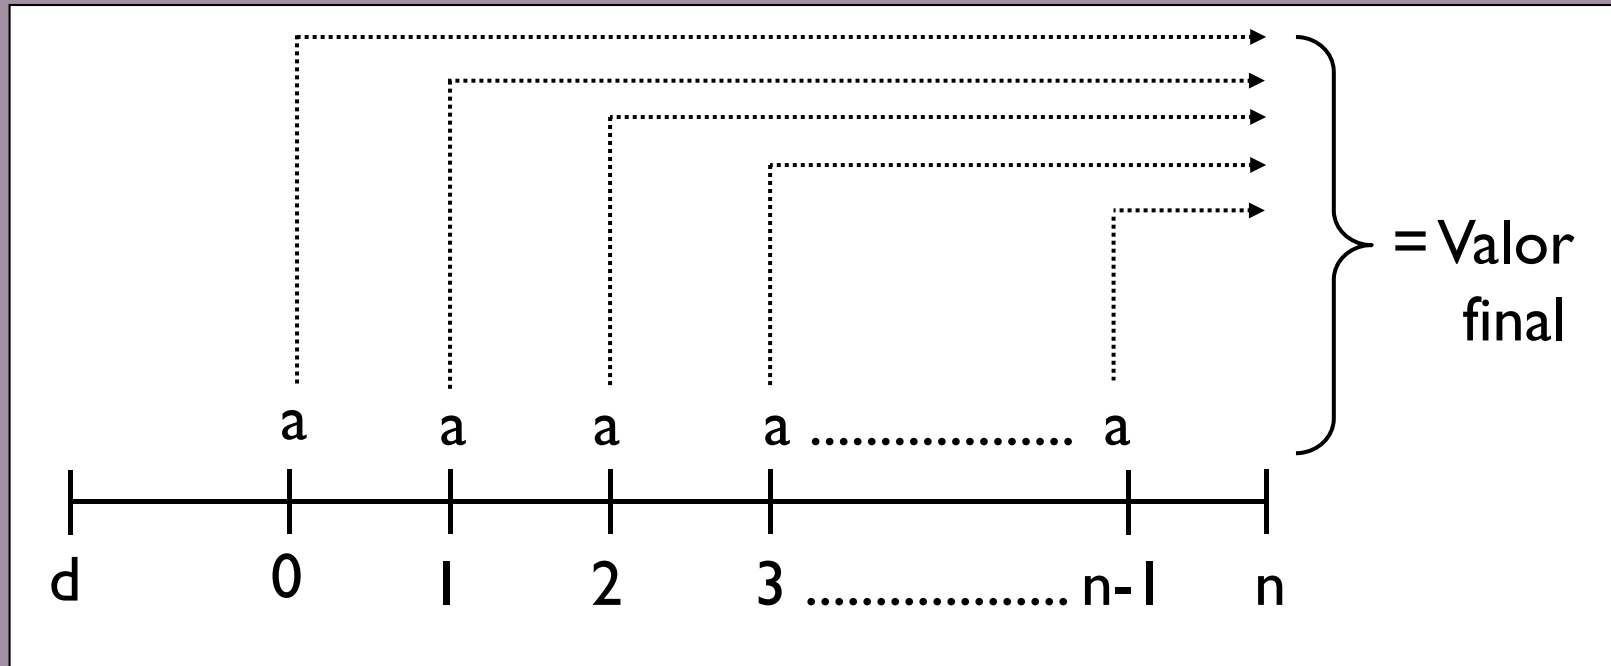 = Valor
final
a a a a .................. a
d 0 1 2 3 ................... n-1 n